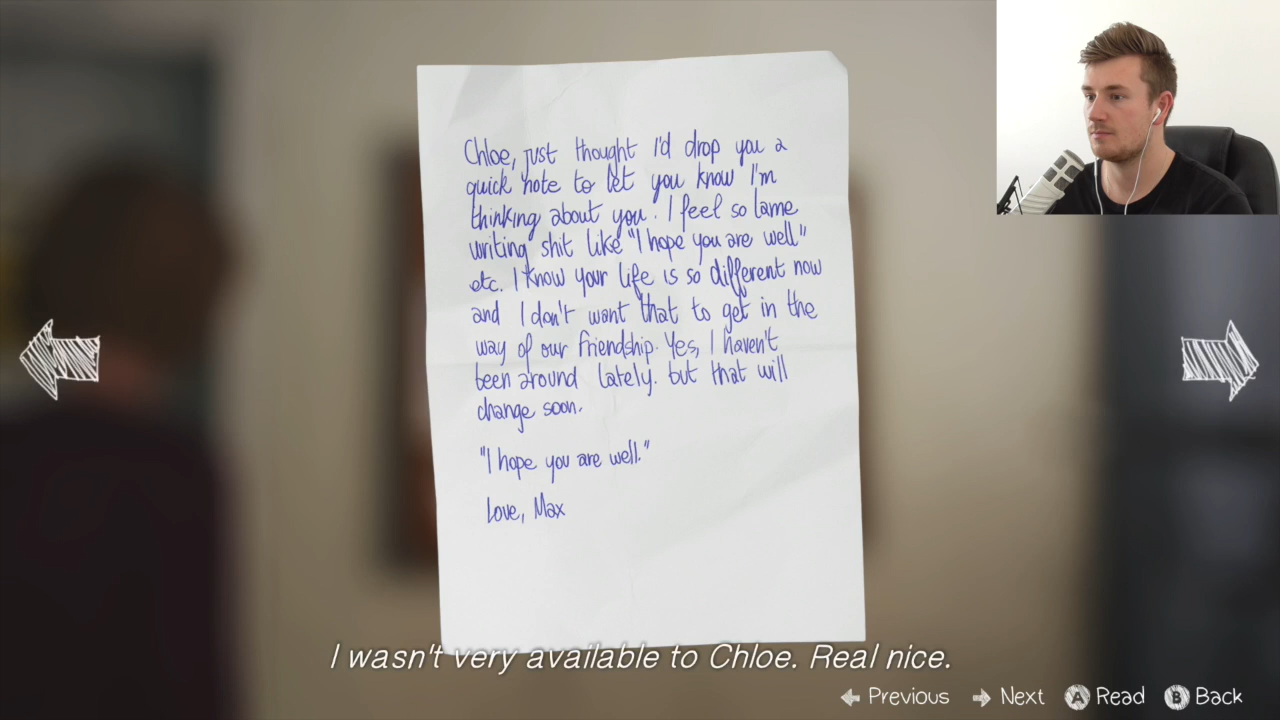 Chloe, just thought I'd drop you a
quick note to let you know I'm
thinking about you. I feel so lame
writing shit like "I hope you are well"
etc. I know your life is so different now
and I don't want that to get in the
way of our friendship. Yes, I haven't
been around lately. but that will
change soon.
"I hope you are well."
Love, Max
I wasn't very available to Chloe. Real nice.
Previous Next A Read B Back